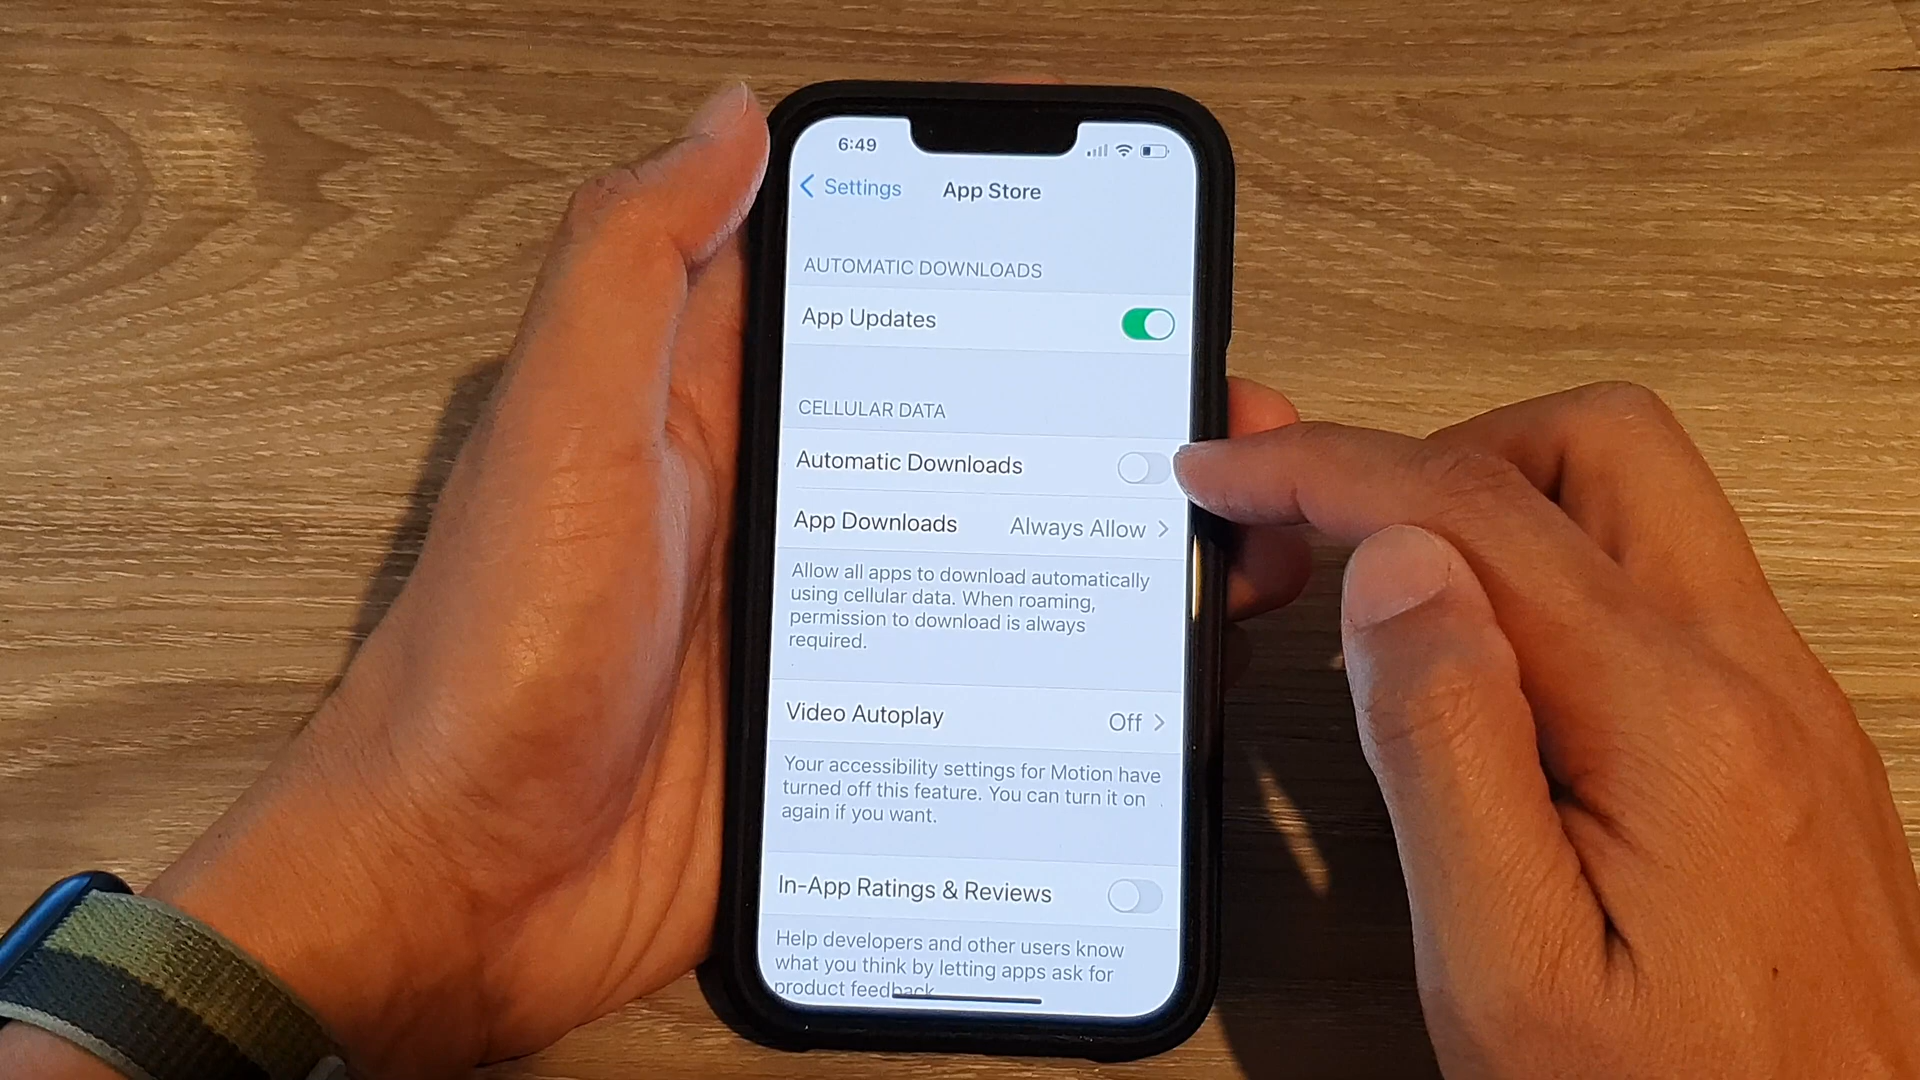 6:49
Settings
App Store
AUTOMATIC DOWNLOADS
App Updates
CELLULAR DATA
Automatic Downloads
App Downloads Always Allow
Allow all apps to download automatically
using cellular data. When roaming,
permission to download is always
required.
Video Autoplay Off
Your accessibility settings for Motion have
turned off this feature. You can turn it on
again if you want.
In-App Ratings & Reviews
Help developers and other users know
what you think by letting apps ask for
product feedback